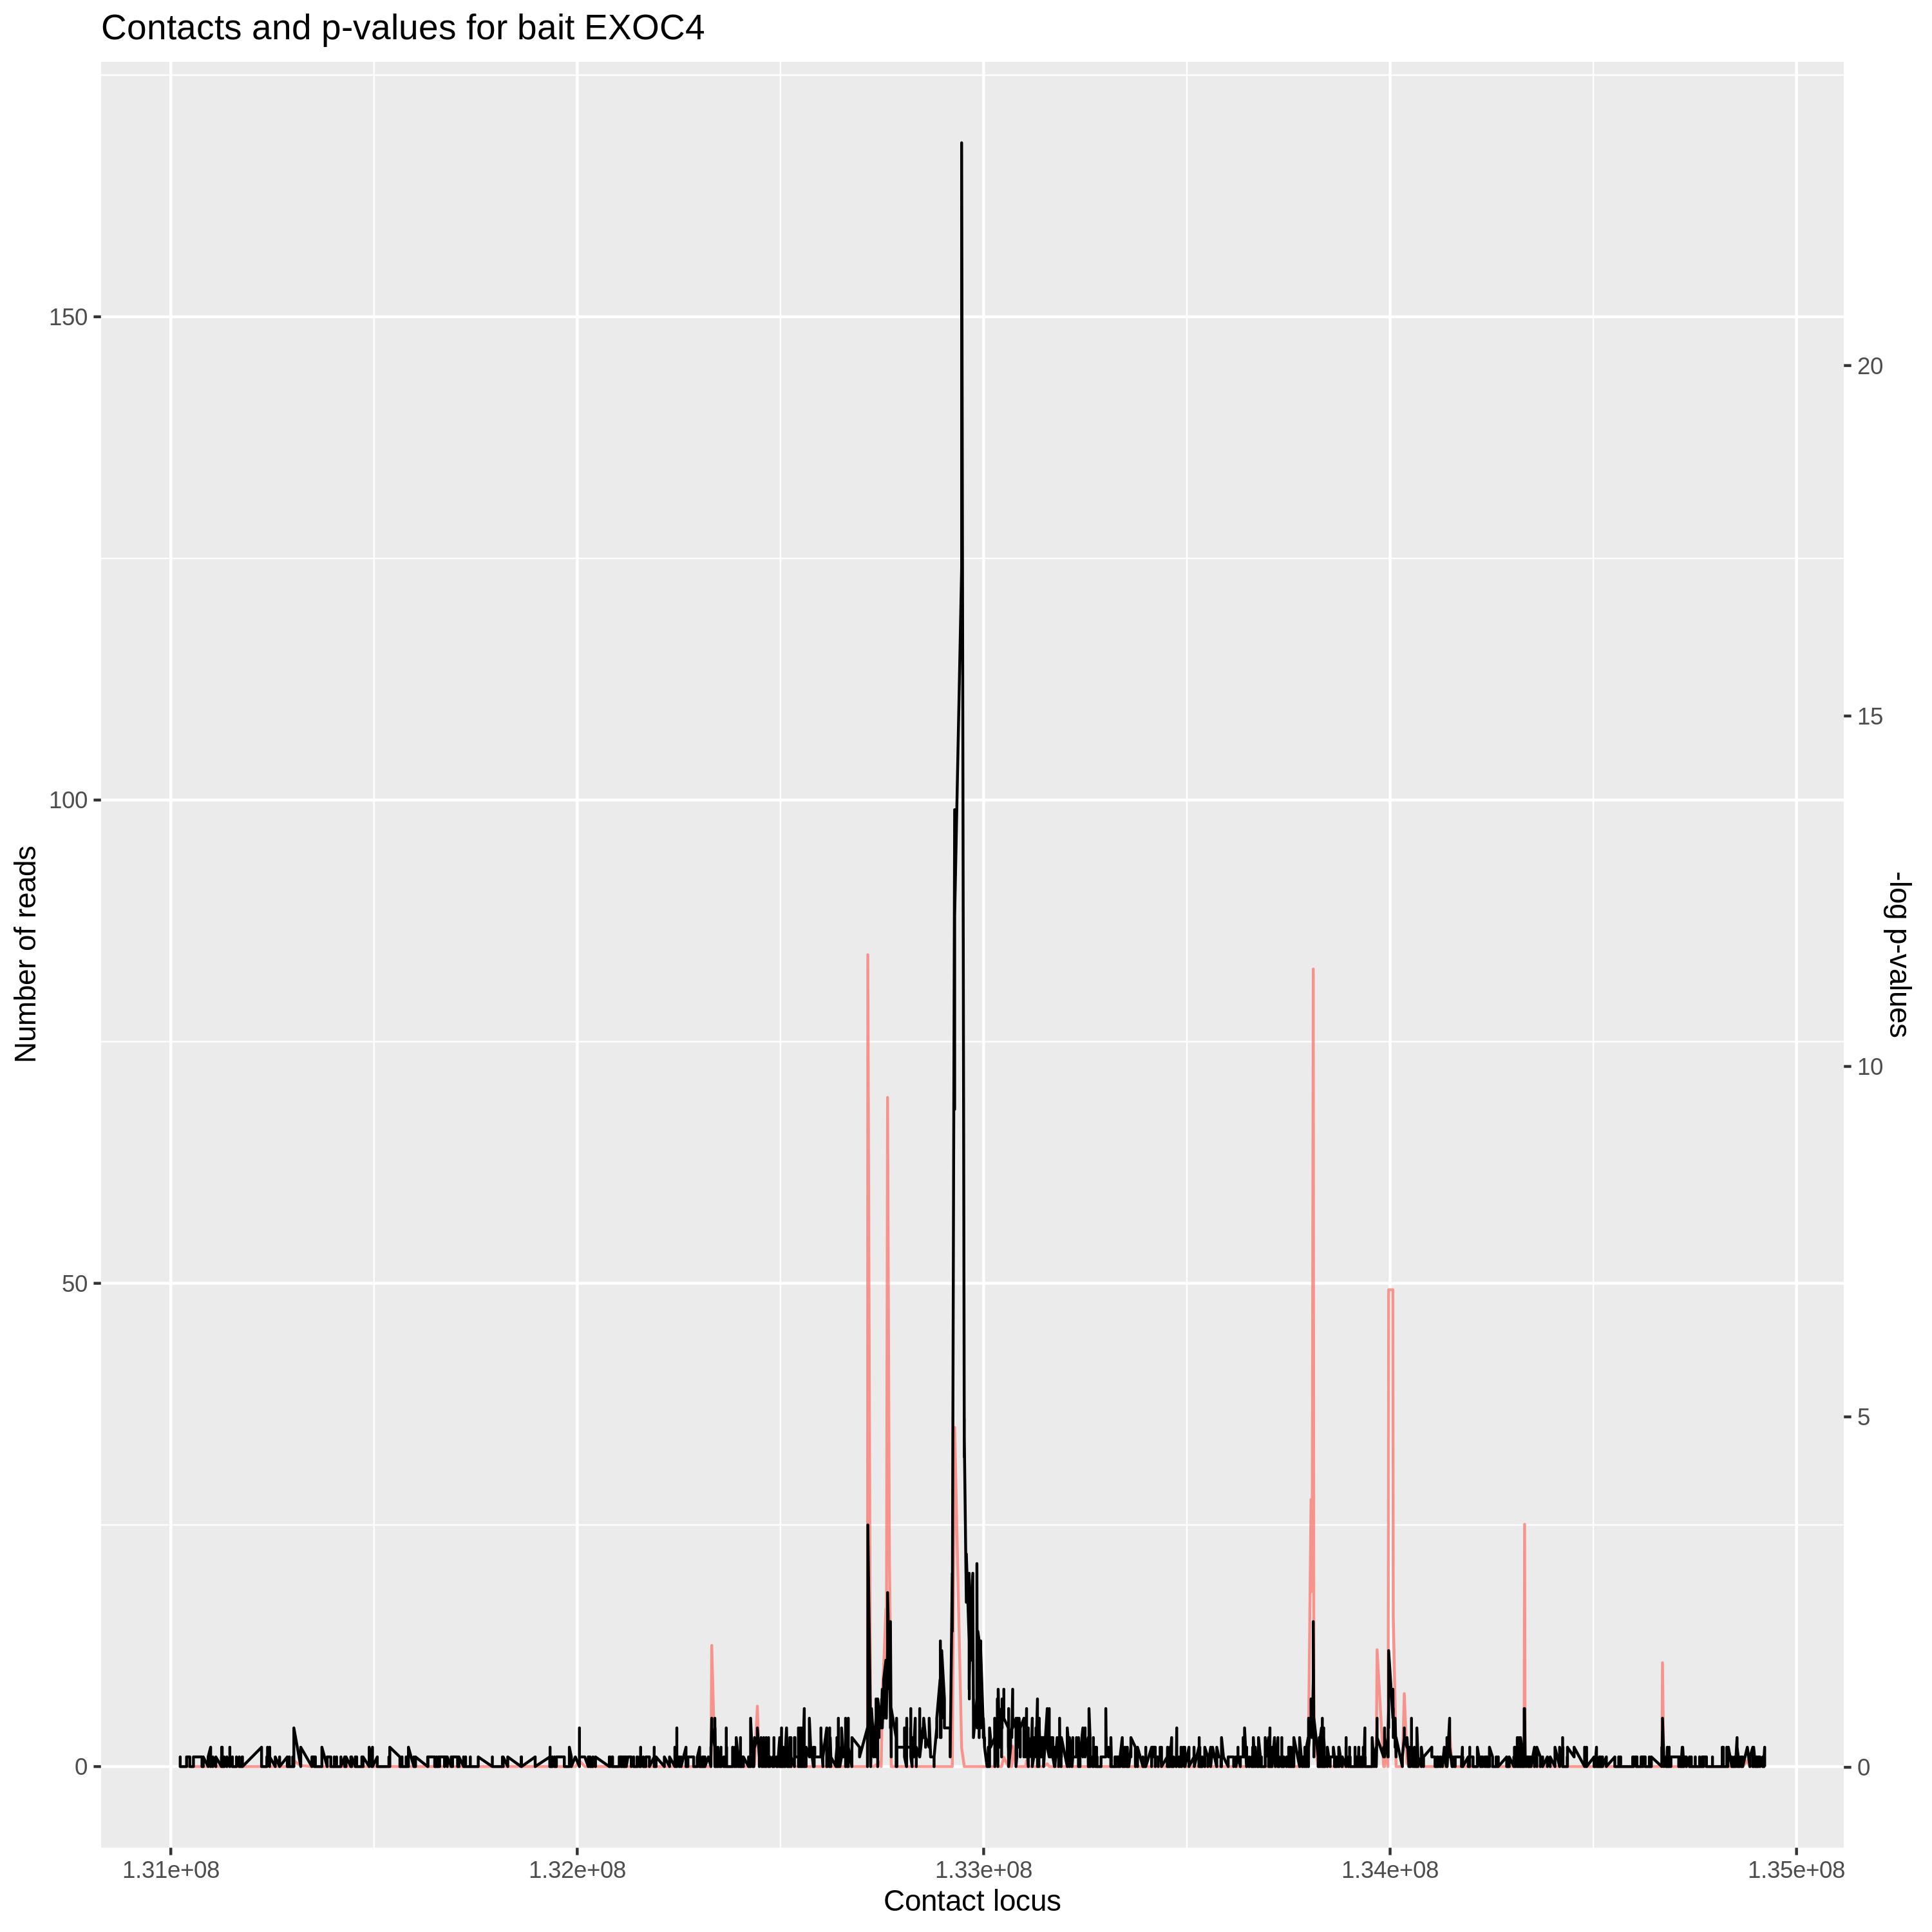 Contacts and p-values for bait EXOC4
Number of reads
150
100
50
0
20
15
10
5
0
-log p-values
1.31e+08
1.32e+08
1.33e+08
1.34e+08
1.35e+08
Contact locus